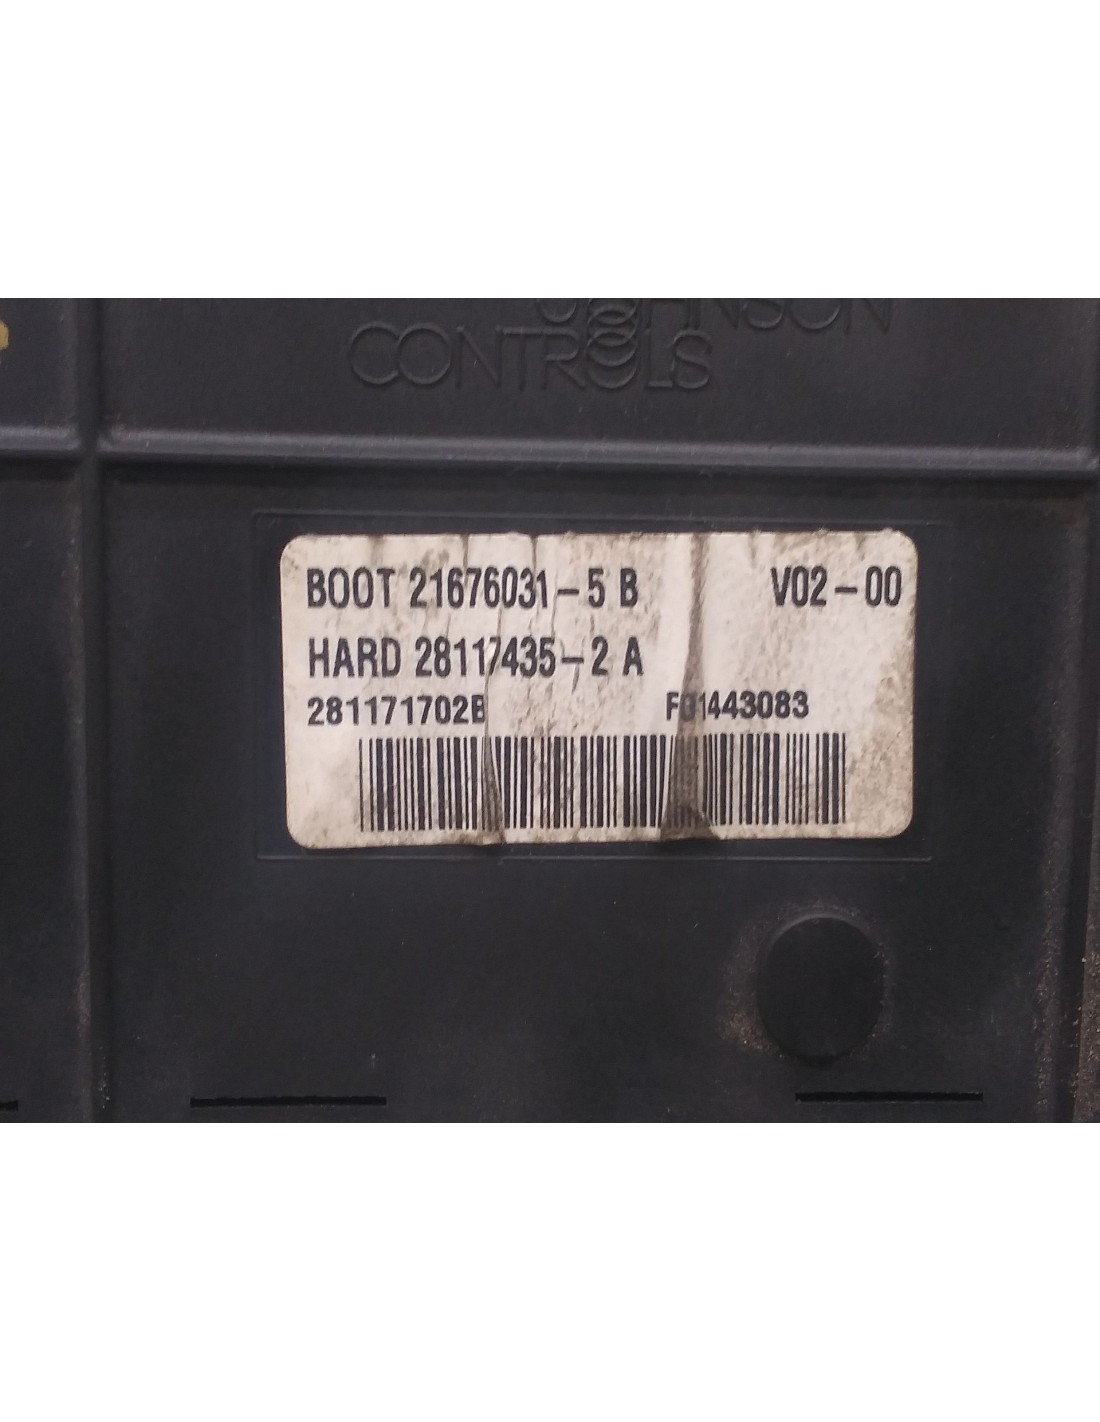 JOHNSON
CONTROLS
BOOT 21676031-5 B V02-00
HARD 28117435-2 A
281171702B F01443083